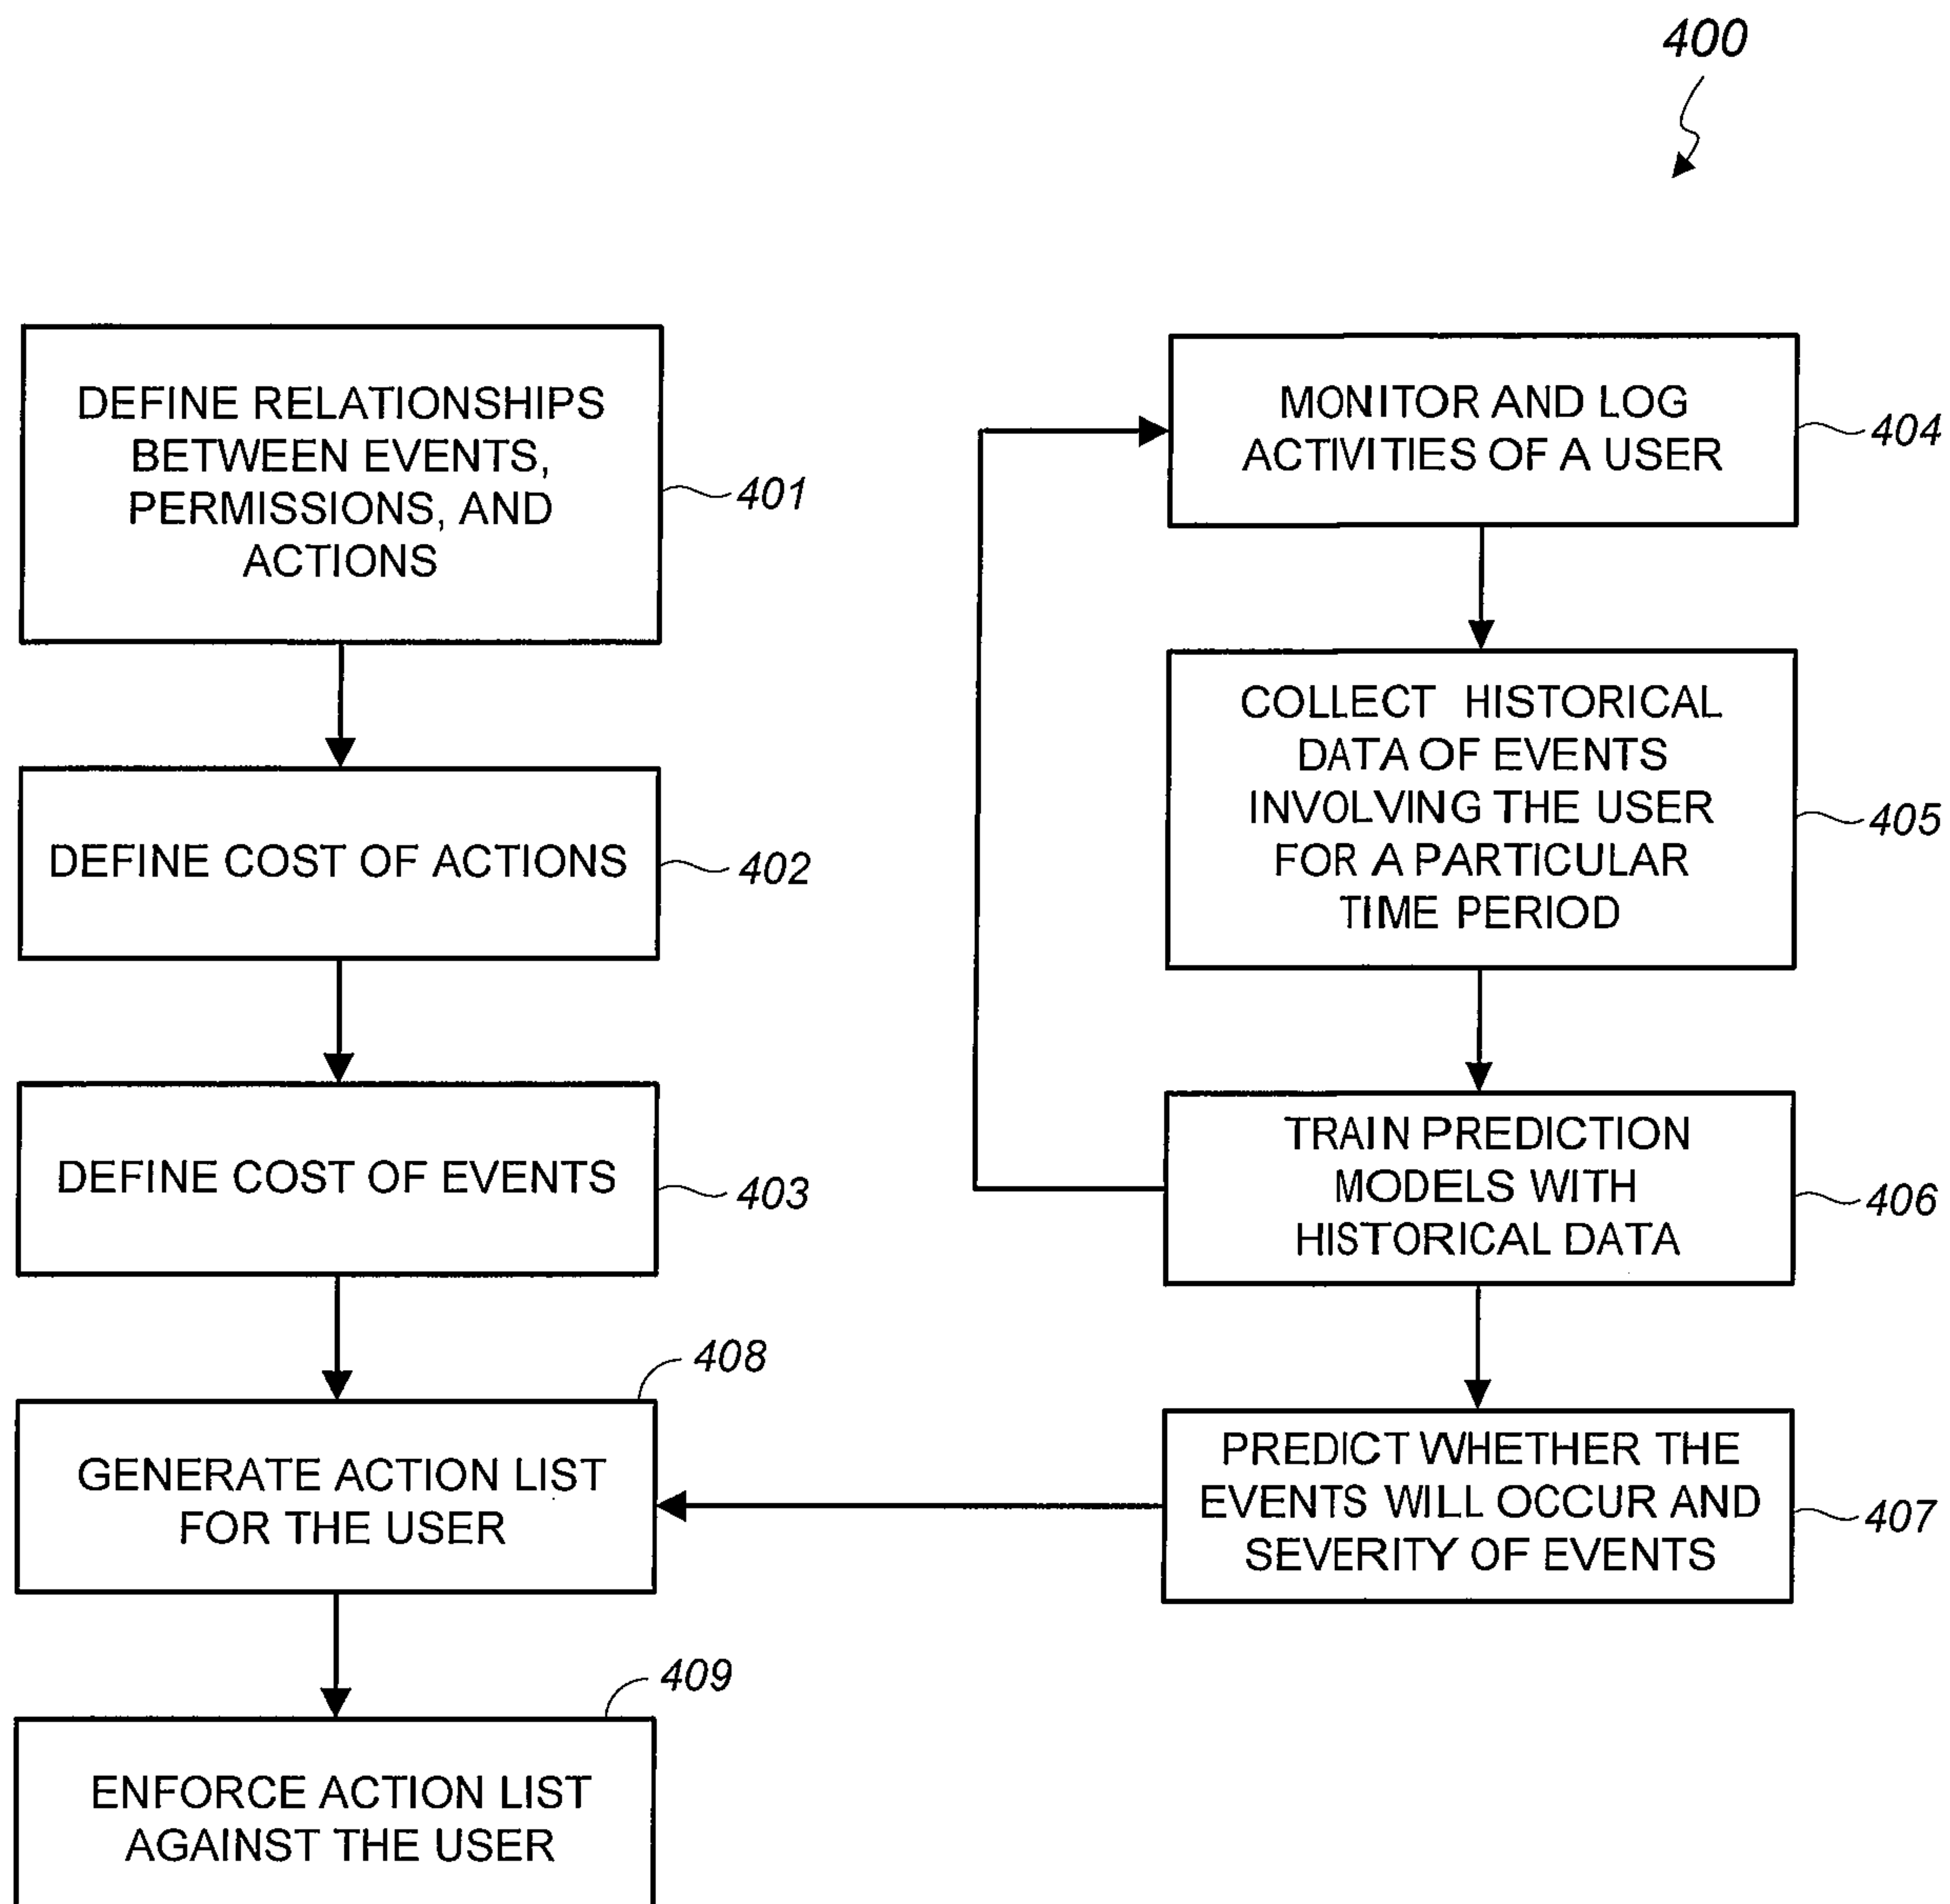 400
DEFINE RELATIONSHIPS
BETWEEN EVENTS,
PERMISSIONS, AND
ACTIONS
401
DEFINE COST OF ACTIONS
402
DEFINE COST OF EVENTS
403
408
GENERATE ACTION LIST
FOR THE USER
409
ENFORCE ACTION LIST
AGAINST THE USER
MONITOR AND LOG
ACTIVITIES OF A USER
404
COLLECT HISTORICAL
DATA OF EVENTS
INVOLVING THE USER
FOR A PARTICULAR
TIME PERIOD
405
TRAIN PREDICTION
MODELS WITH
HISTORICAL DATA
406
PREDICT WHETHER THE
EVENTS WILL OCCUR AND
SEVERITY OF EVENTS
407